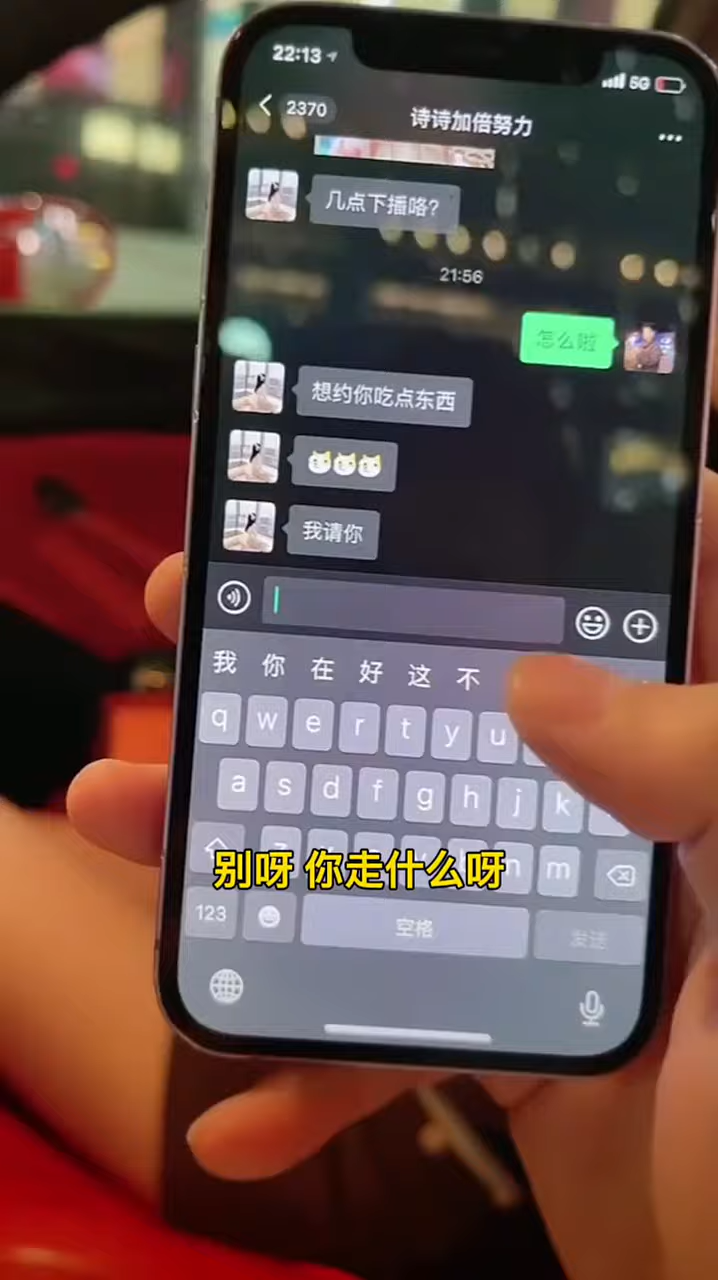 22:13
5G
2370
诗诗加倍努力
几点下播咯?
21:56
怎么啦
想约你吃点东西
我请你
我 你 在 好 这 不
q w e r t y u
a s d f g h j k
m
别呀 你走什么呀
123
空格
发送